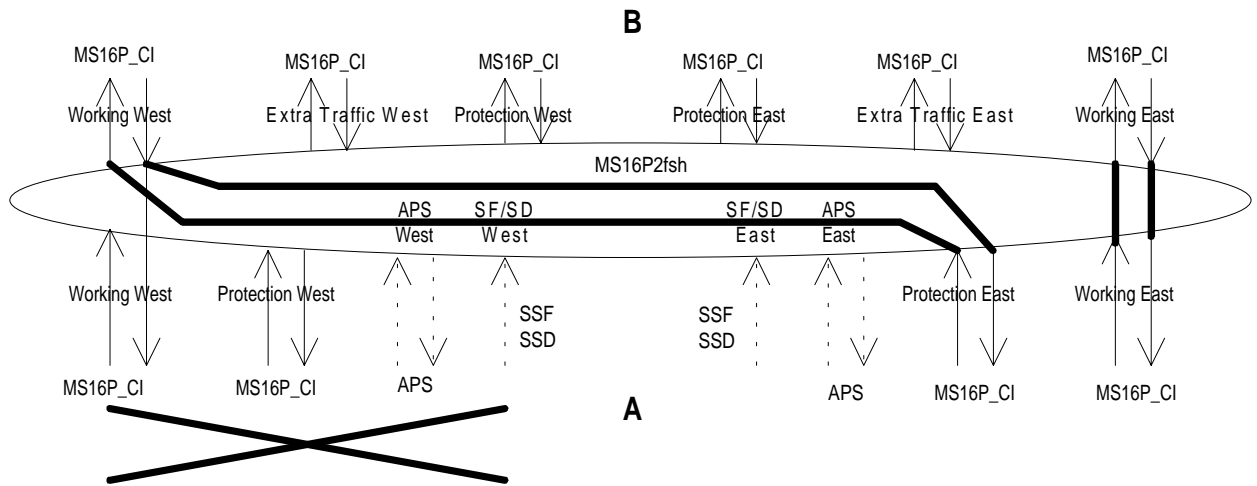 B
MS16P_CI MS16P_CI MS16P_CI MS16P_CI MS16P_CI MS16P_CI
Working West Extra Traffic West Protection West Protection East Extra Traffic East Working East
MS16P2fsh
APS SF/SD SF/SD APS
West West East East
Working West Protection West Protection East Working East
SSF SSF
SSD SSD
MS16P_CI MS16P_CI APS APS MS16P_CI MS16P_CI
A